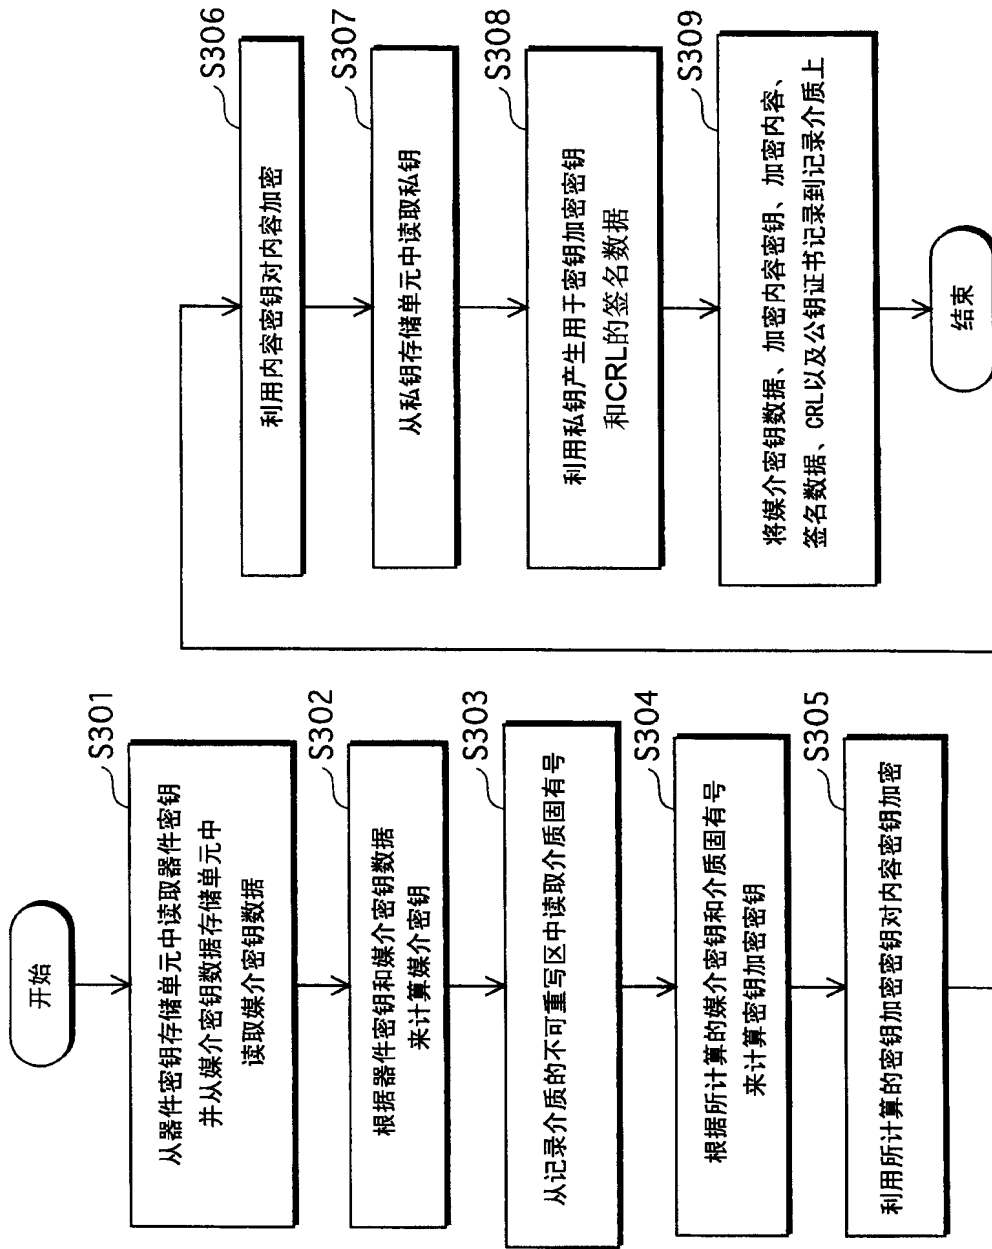 开始
S301
从器件密钥存储单元中读取器件密钥
并从媒介密钥数据存储单元中
读取媒介密钥数据
S302
根据器件密钥和媒介密钥数据
来计算媒介密钥
S303
从记录介质的不可重写区中读取介质固有号
S304
根据所计算的媒介密钥和介质固有号
来计算密钥加密密钥
S305
利用所计算的密钥加密密钥对内容密钥加密
S306
利用内容密钥对内容加密
S307
从私钥存储单元中读取私钥
S308
利用私钥产生用于密钥加密密钥
和CRL的签名数据
S309
将媒介密钥数据、加密内容密钥、加密内容、
签名数据、CRL以及公钥证书记录到记录介质上
结束